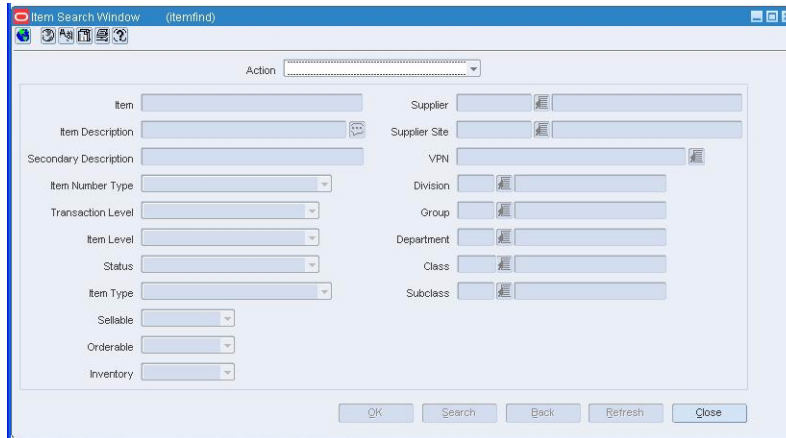 Item Search Window (itemfind)
Action
Item
Supplier
Item Description
Supplier Site
Secondary Description
VPN
Item Number Type
Division
Transaction Level
Group
Item Level
Department
Status
Class
Item Type
Subclass
Sellable
Orderable
Inventory
OK Search Back Refresh Close